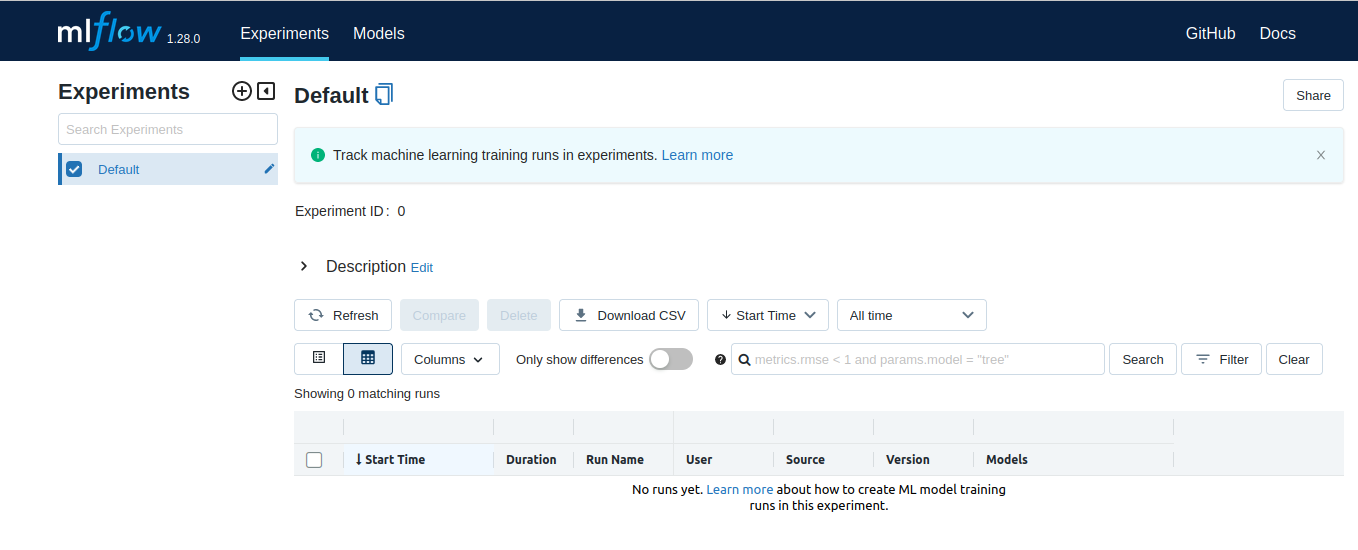 mlflow 1.28.0 Experiments Models GitHub Docs
Experiments
Default
Share
Search Experiments
Default
Track machine learning training runs in experiments. Learn more
Experiment ID: 0
Description Edit
Refresh Compare Delete Download CSV Start Time All time
Columns Only show differences metrics.rmse < 1 and params.model = "tree" Search Filter Clear
Showing 0 matching runs
Start Time Duration Run Name User Source Version Models
No runs yet. Learn more about how to create ML model training
runs in this experiment.